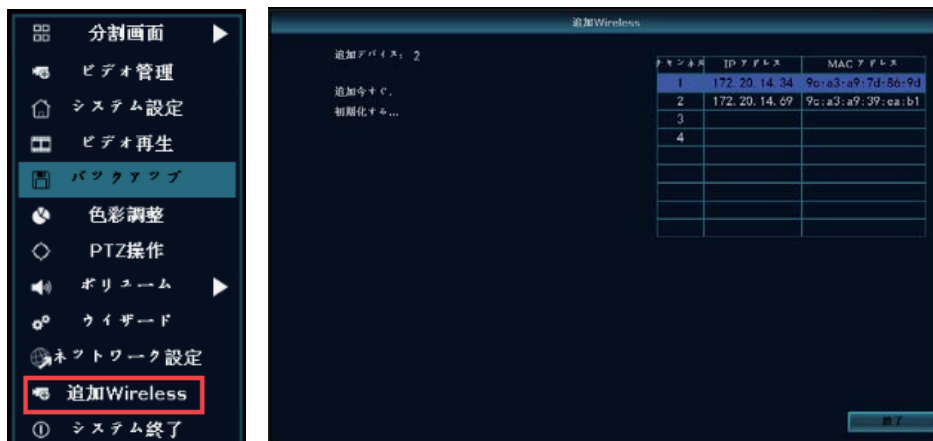 分割画面
ビデオ管理
システム設定
ビデオ再生
バックアップ
色彩調整
PTZ操作
ボリューム
ウイザード
ネットワーク設定
追加Wireless
システム終了
追加Wireless
追加デバイス: 2
追加今すぐ.
初期化する...
チャンネル IPアドレス MACアドレス
1 172. 20. 14. 34 9c:a3:a9:7d:86:9d
2 172. 20. 14. 69 9c:a3:a9:39:ea:b1
3
4
終了